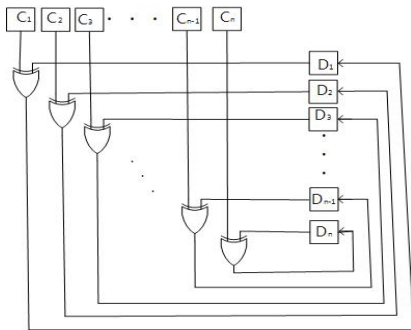 C₁ C₂ C₃ . . . Cₙ₋₁ Cₙ
D₁
D₂
D₃
.
.
.
Dₙ₋₁
Dₙ